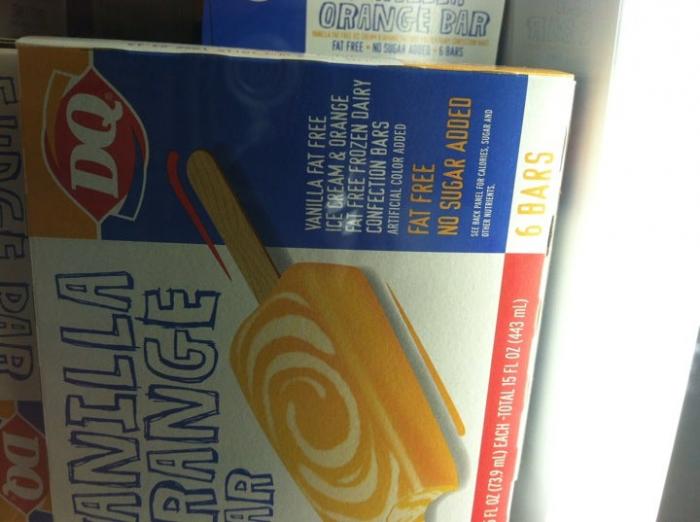 ORANGE BAR
FAT FREE • NO SUGAR ADDED • 6 BARS
DQ
VANILLA FAT FREE
ICE CREAM & ORANGE
FAT FREE FROZEN DAIRY
CONFECTION BARS
ARTIFICIAL COLOR ADDED
FAT FREE
NO SUGAR ADDED
SEE BACK PANEL FOR CALORIES, SUGAR AND
OTHER NUTRIENTS.
6 BARS
ANILLA
RANGE
AR
5 FL OZ (73.9 mL) EACH -TOTAL 15 FL OZ (443 mL)
FUDGE BAR
DQ